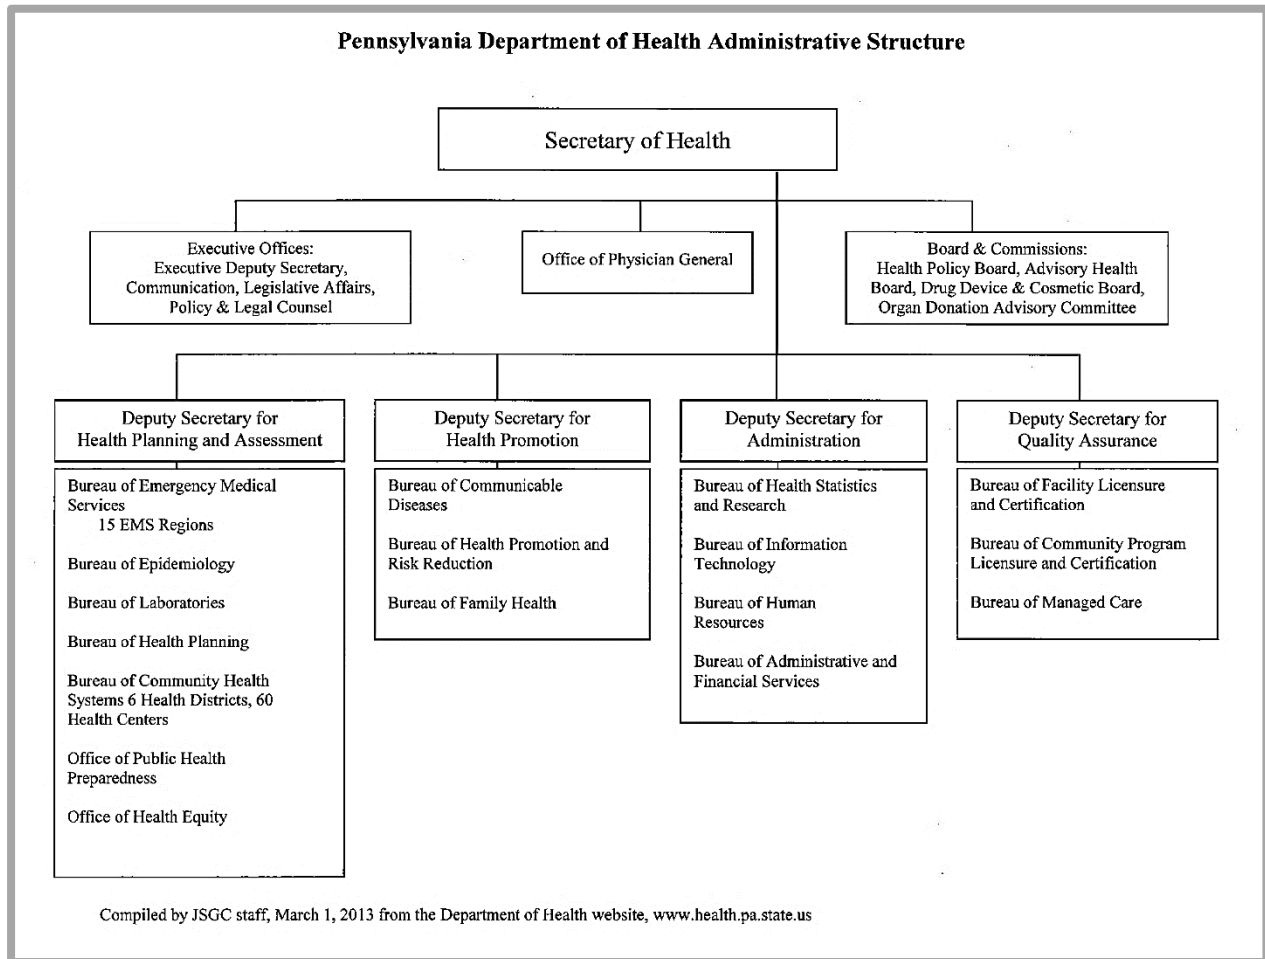 Pennsylvania Department of Health Administrative Structure
Secretary of Health
Executive Offices:
Executive Deputy Secretary,
Communication, Legislative Affairs,
Policy & Legal Counsel
Office of Physician General
Board & Commissions:
Health Policy Board, Advisory Health
Board, Drug Device & Cosmetic Board,
Organ Donation Advisory Committee
Deputy Secretary for
Health Planning and Assessment
Bureau of Emergency Medical
Services
15 EMS Regions
Bureau of Epidemiology
Bureau of Laboratories
Bureau of Health Planning
Bureau of Community Health
Systems 6 Health Districts, 60
Health Centers
Office of Public Health
Preparedness
Office of Health Equity
Deputy Secretary for
Health Promotion
Bureau of Communicable
Diseases
Bureau of Health Promotion and
Risk Reduction
Bureau of Family Health
Deputy Secretary for
Administration
Bureau of Health Statistics
and Research
Bureau of Information
Technology
Bureau of Human
Resources
Bureau of Administrative and
Financial Services
Deputy Secretary for
Quality Assurance
Bureau of Facility Licensure
and Certification
Bureau of Community Program
Licensure and Certification
Bureau of Managed Care
Compiled by JSGC staff, March 1, 2013 from the Department of Health website, www.health.pa.state.us